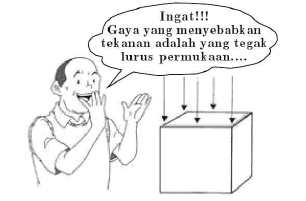 Ingat!!!
Gaya yang menyebabkan
tekanan adalah yang tegak
lurus permukaan....